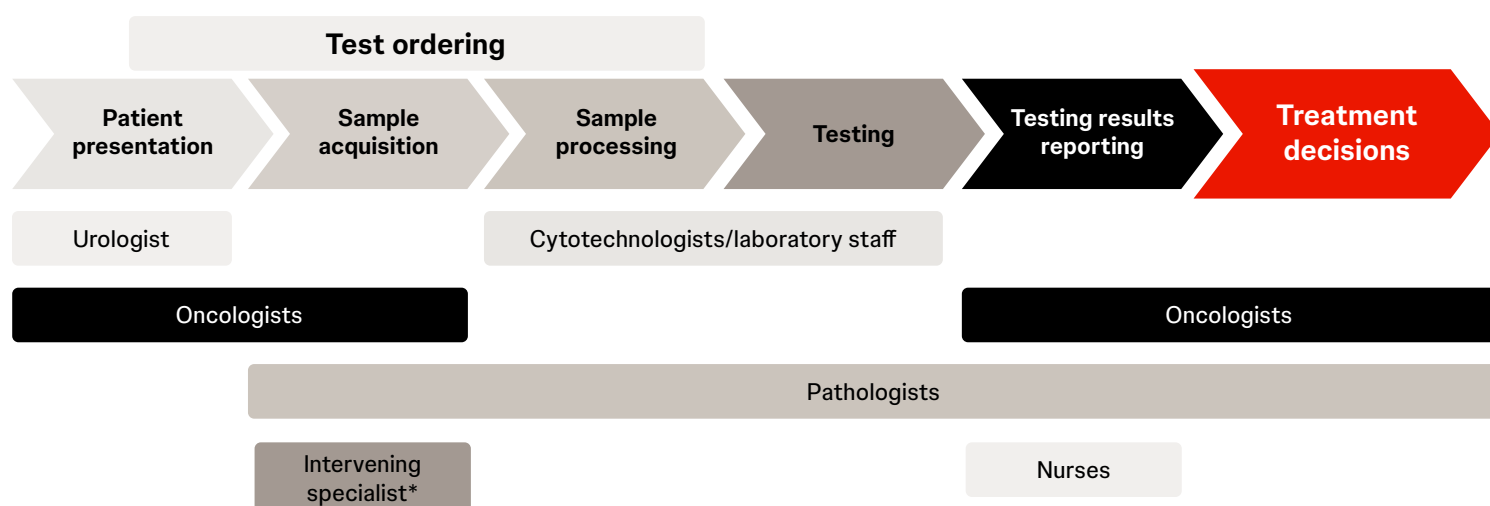 Test ordering
Patient
presentation
Sample
acquisition
Sample
processing
Testing
Testing results
reporting
Treatment
decisions
Urologist
Cytotechnologists/laboratory staff
Oncologists
Oncologists
Pathologists
Intervening
specialist*
Nurses